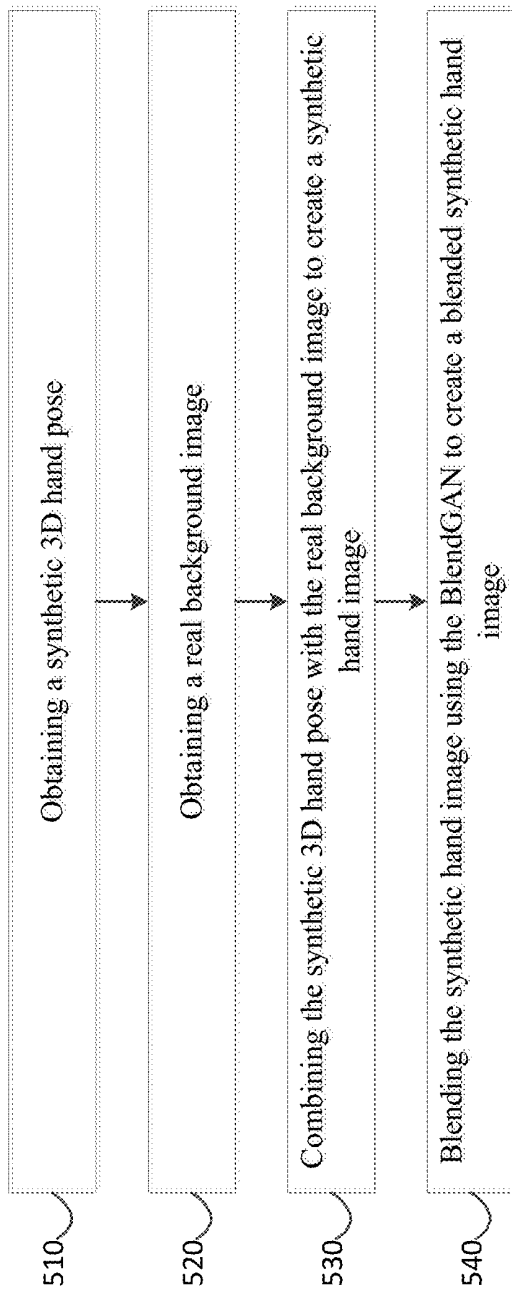 510
Obtaining a synthetic 3D hand pose
520
Obtaining a real background image
530
Combining the synthetic 3D hand pose with the real background image to create a synthetic
hand image
540
Blending the synthetic hand image using the BlendGAN to create a blended synthetic hand
image